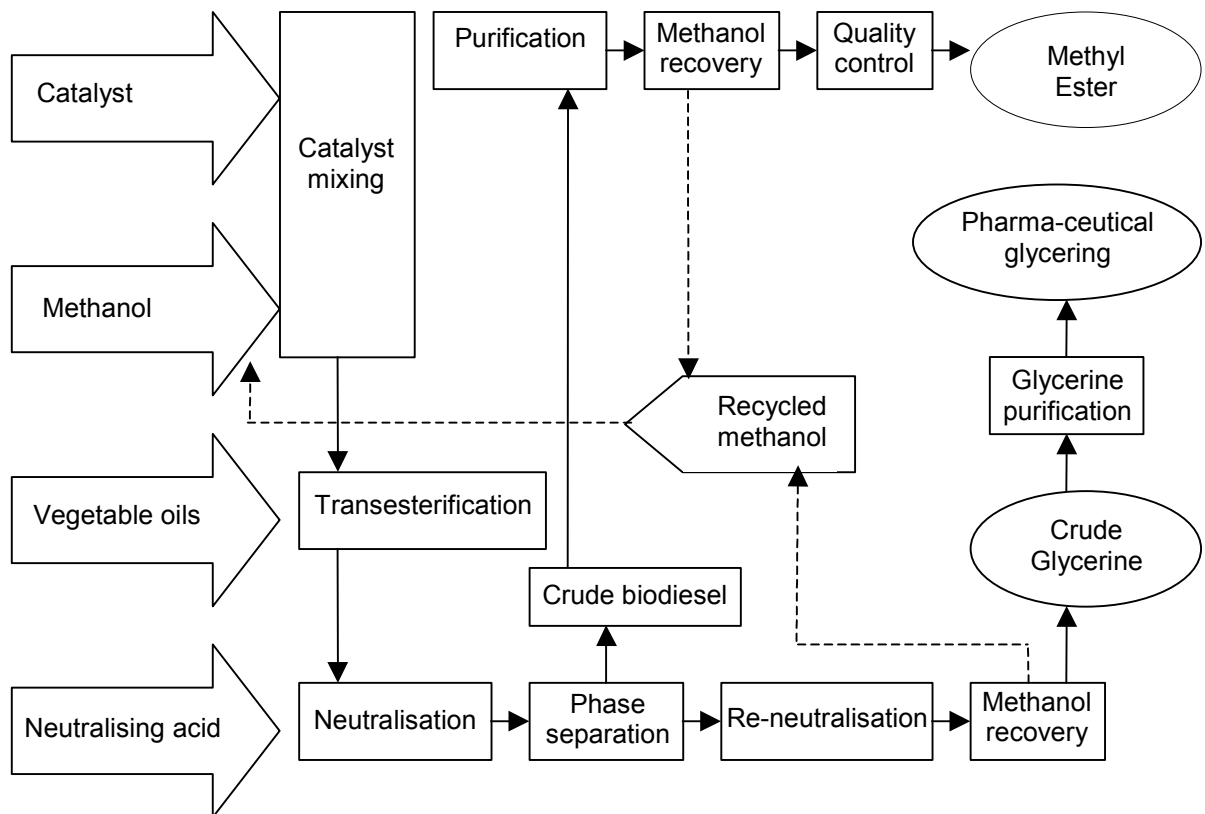 Catalyst
Catalyst
mixing
Purification
Methanol
recovery
Quality
control
Methyl
Ester
Methanol
Pharma-ceutical
glycering
Recycled
methanol
Glycerine
purification
Vegetable oils
Transesterification
Crude
Glycerine
Crude biodiesel
Neutralising acid
Neutralisation
Phase
separation
Re-neutralisation
Methanol
recovery